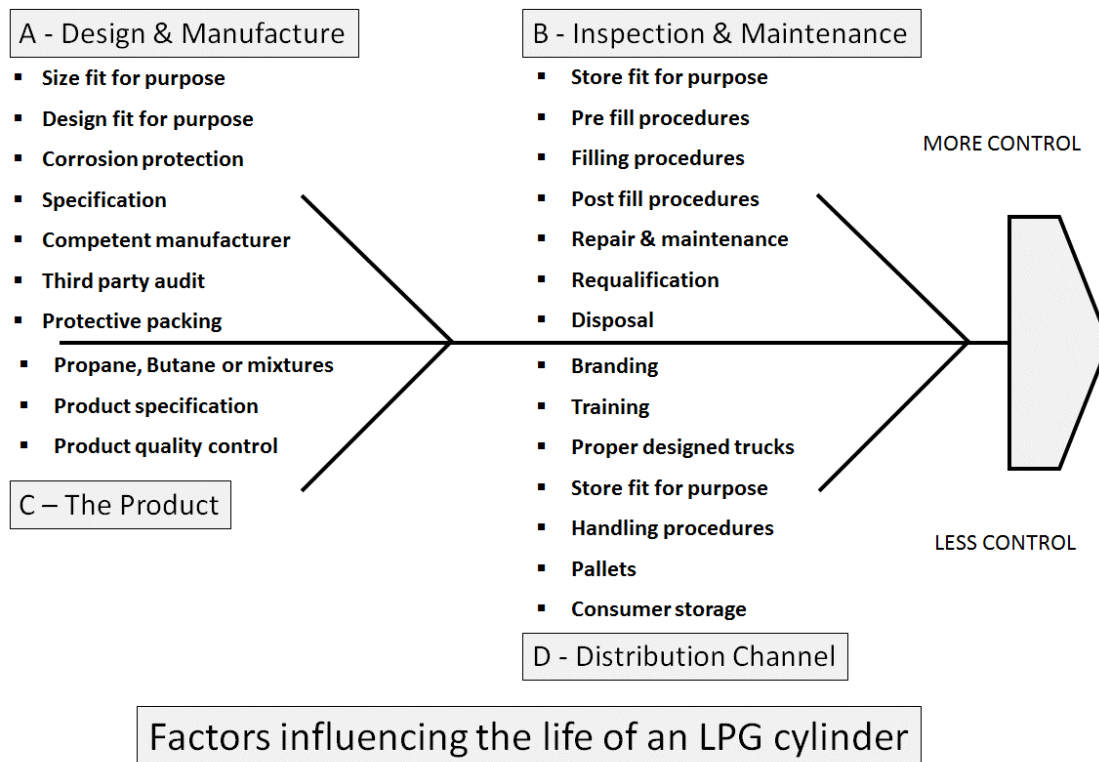 A - Design & Manufacture
▪ Size fit for purpose
▪ Design fit for purpose
▪ Corrosion protection
▪ Specification
▪ Competent manufacturer
▪ Third party audit
▪ Protective packing
B - Inspection & Maintenance
▪ Store fit for purpose
▪ Pre fill procedures
▪ Filling procedures
▪ Post fill procedures
▪ Repair & maintenance
▪ Requalification
▪ Disposal
MORE CONTROL
▪ Propane, Butane or mixtures
▪ Product specification
▪ Product quality control
C – The Product
▪ Branding
▪ Training
▪ Proper designed trucks
▪ Store fit for purpose
▪ Handling procedures
▪ Pallets
▪ Consumer storage
D - Distribution Channel
LESS CONTROL
Factors influencing the life of an LPG cylinder